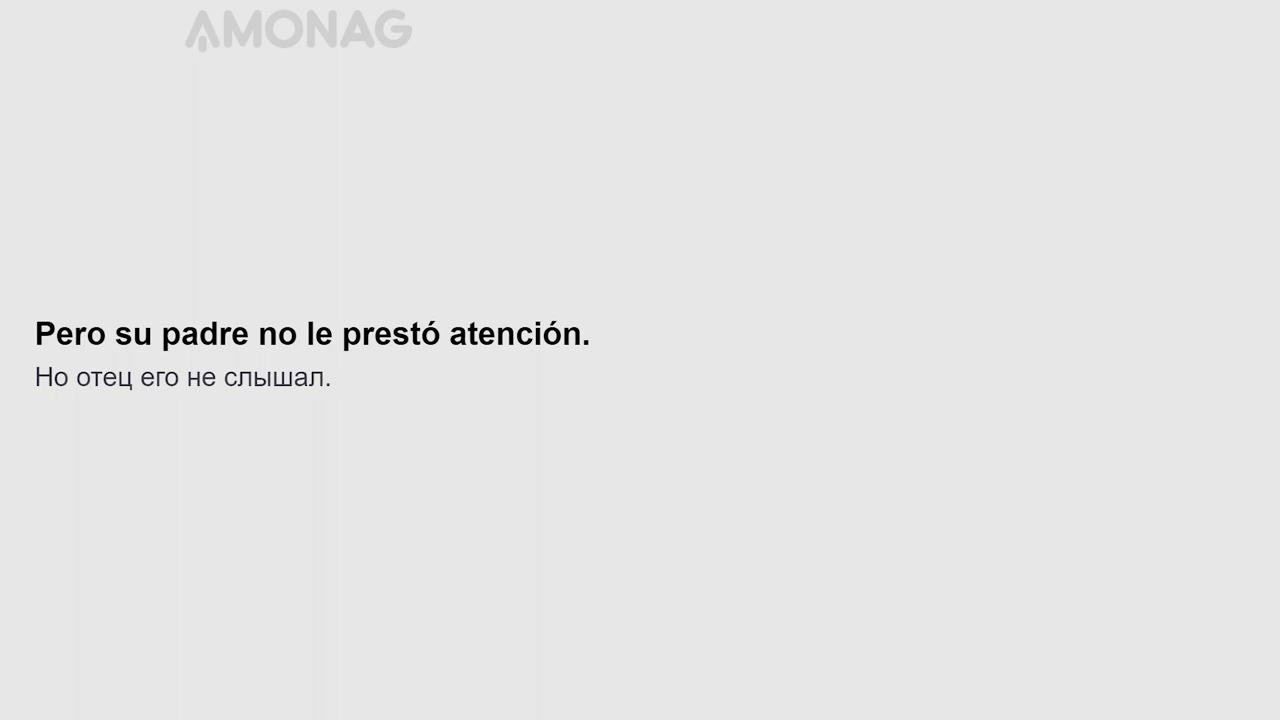 AMONAG
Pero su padre no le prestó atención.
Но отец его не слышал.